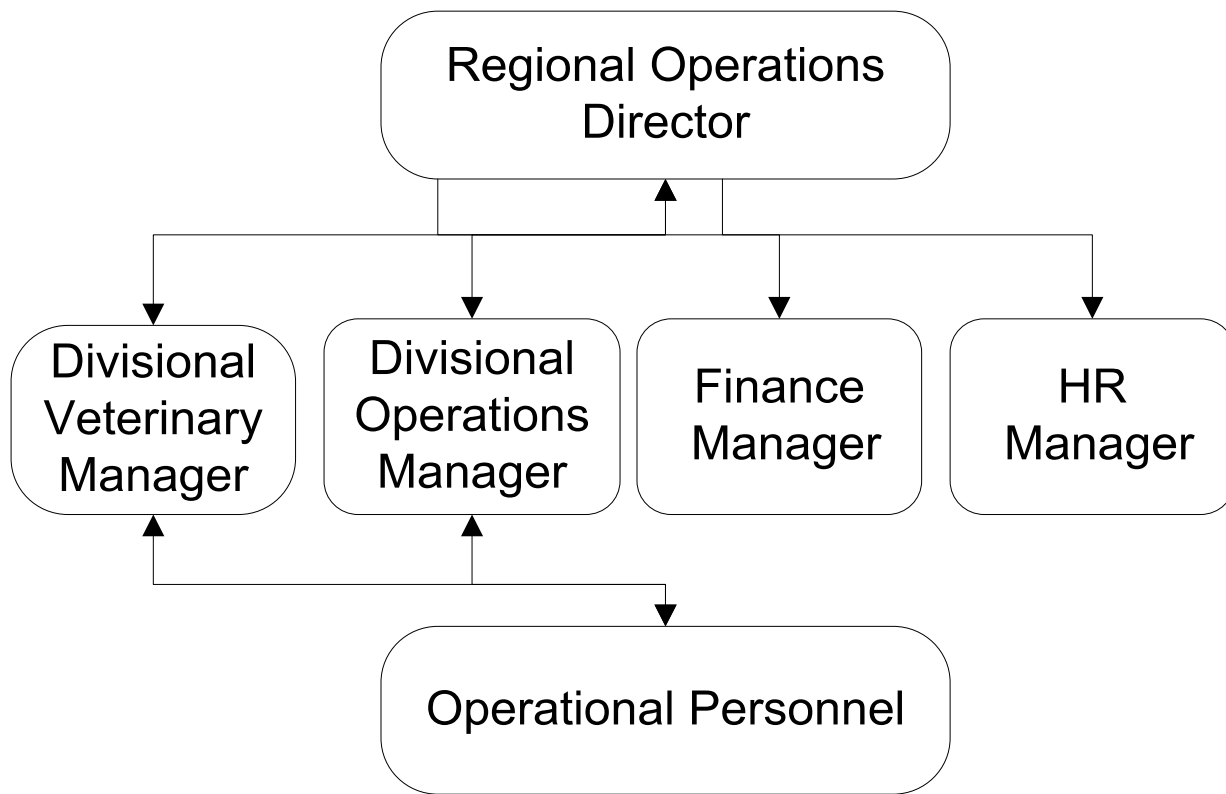 Regional Operations
Director
Divisional
Veterinary
Manager
Divisional
Operations
Manager
Finance
Manager
HR
Manager
Operational Personnel